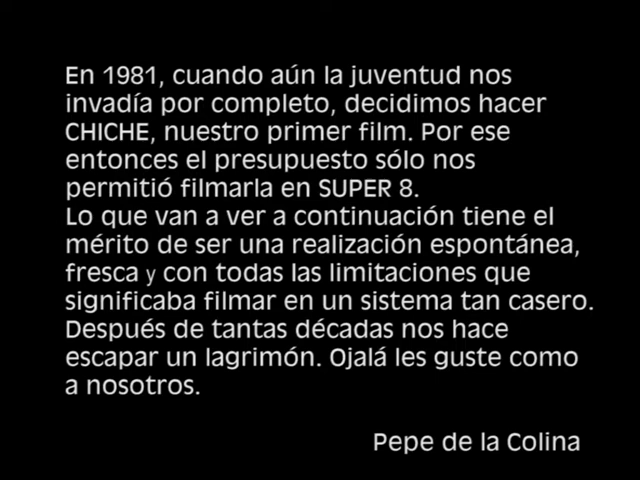 En 1981, cuando aún la juventud nos
invadía por completo, decidimos hacer
CHICHE, nuestro primer film. Por ese
entonces el presupuesto sólo nos
permitió filmarla en SUPER 8.
Lo que van a ver a continuación tiene el
mérito de ser una realización espontánea,
fresca y con todas las limitaciones que
significaba filmar en un sistema tan casero.
Después de tantas décadas nos hace
escapar un lagrimón. Ojalá les guste como
a nosotros.
Pepe de la Colina